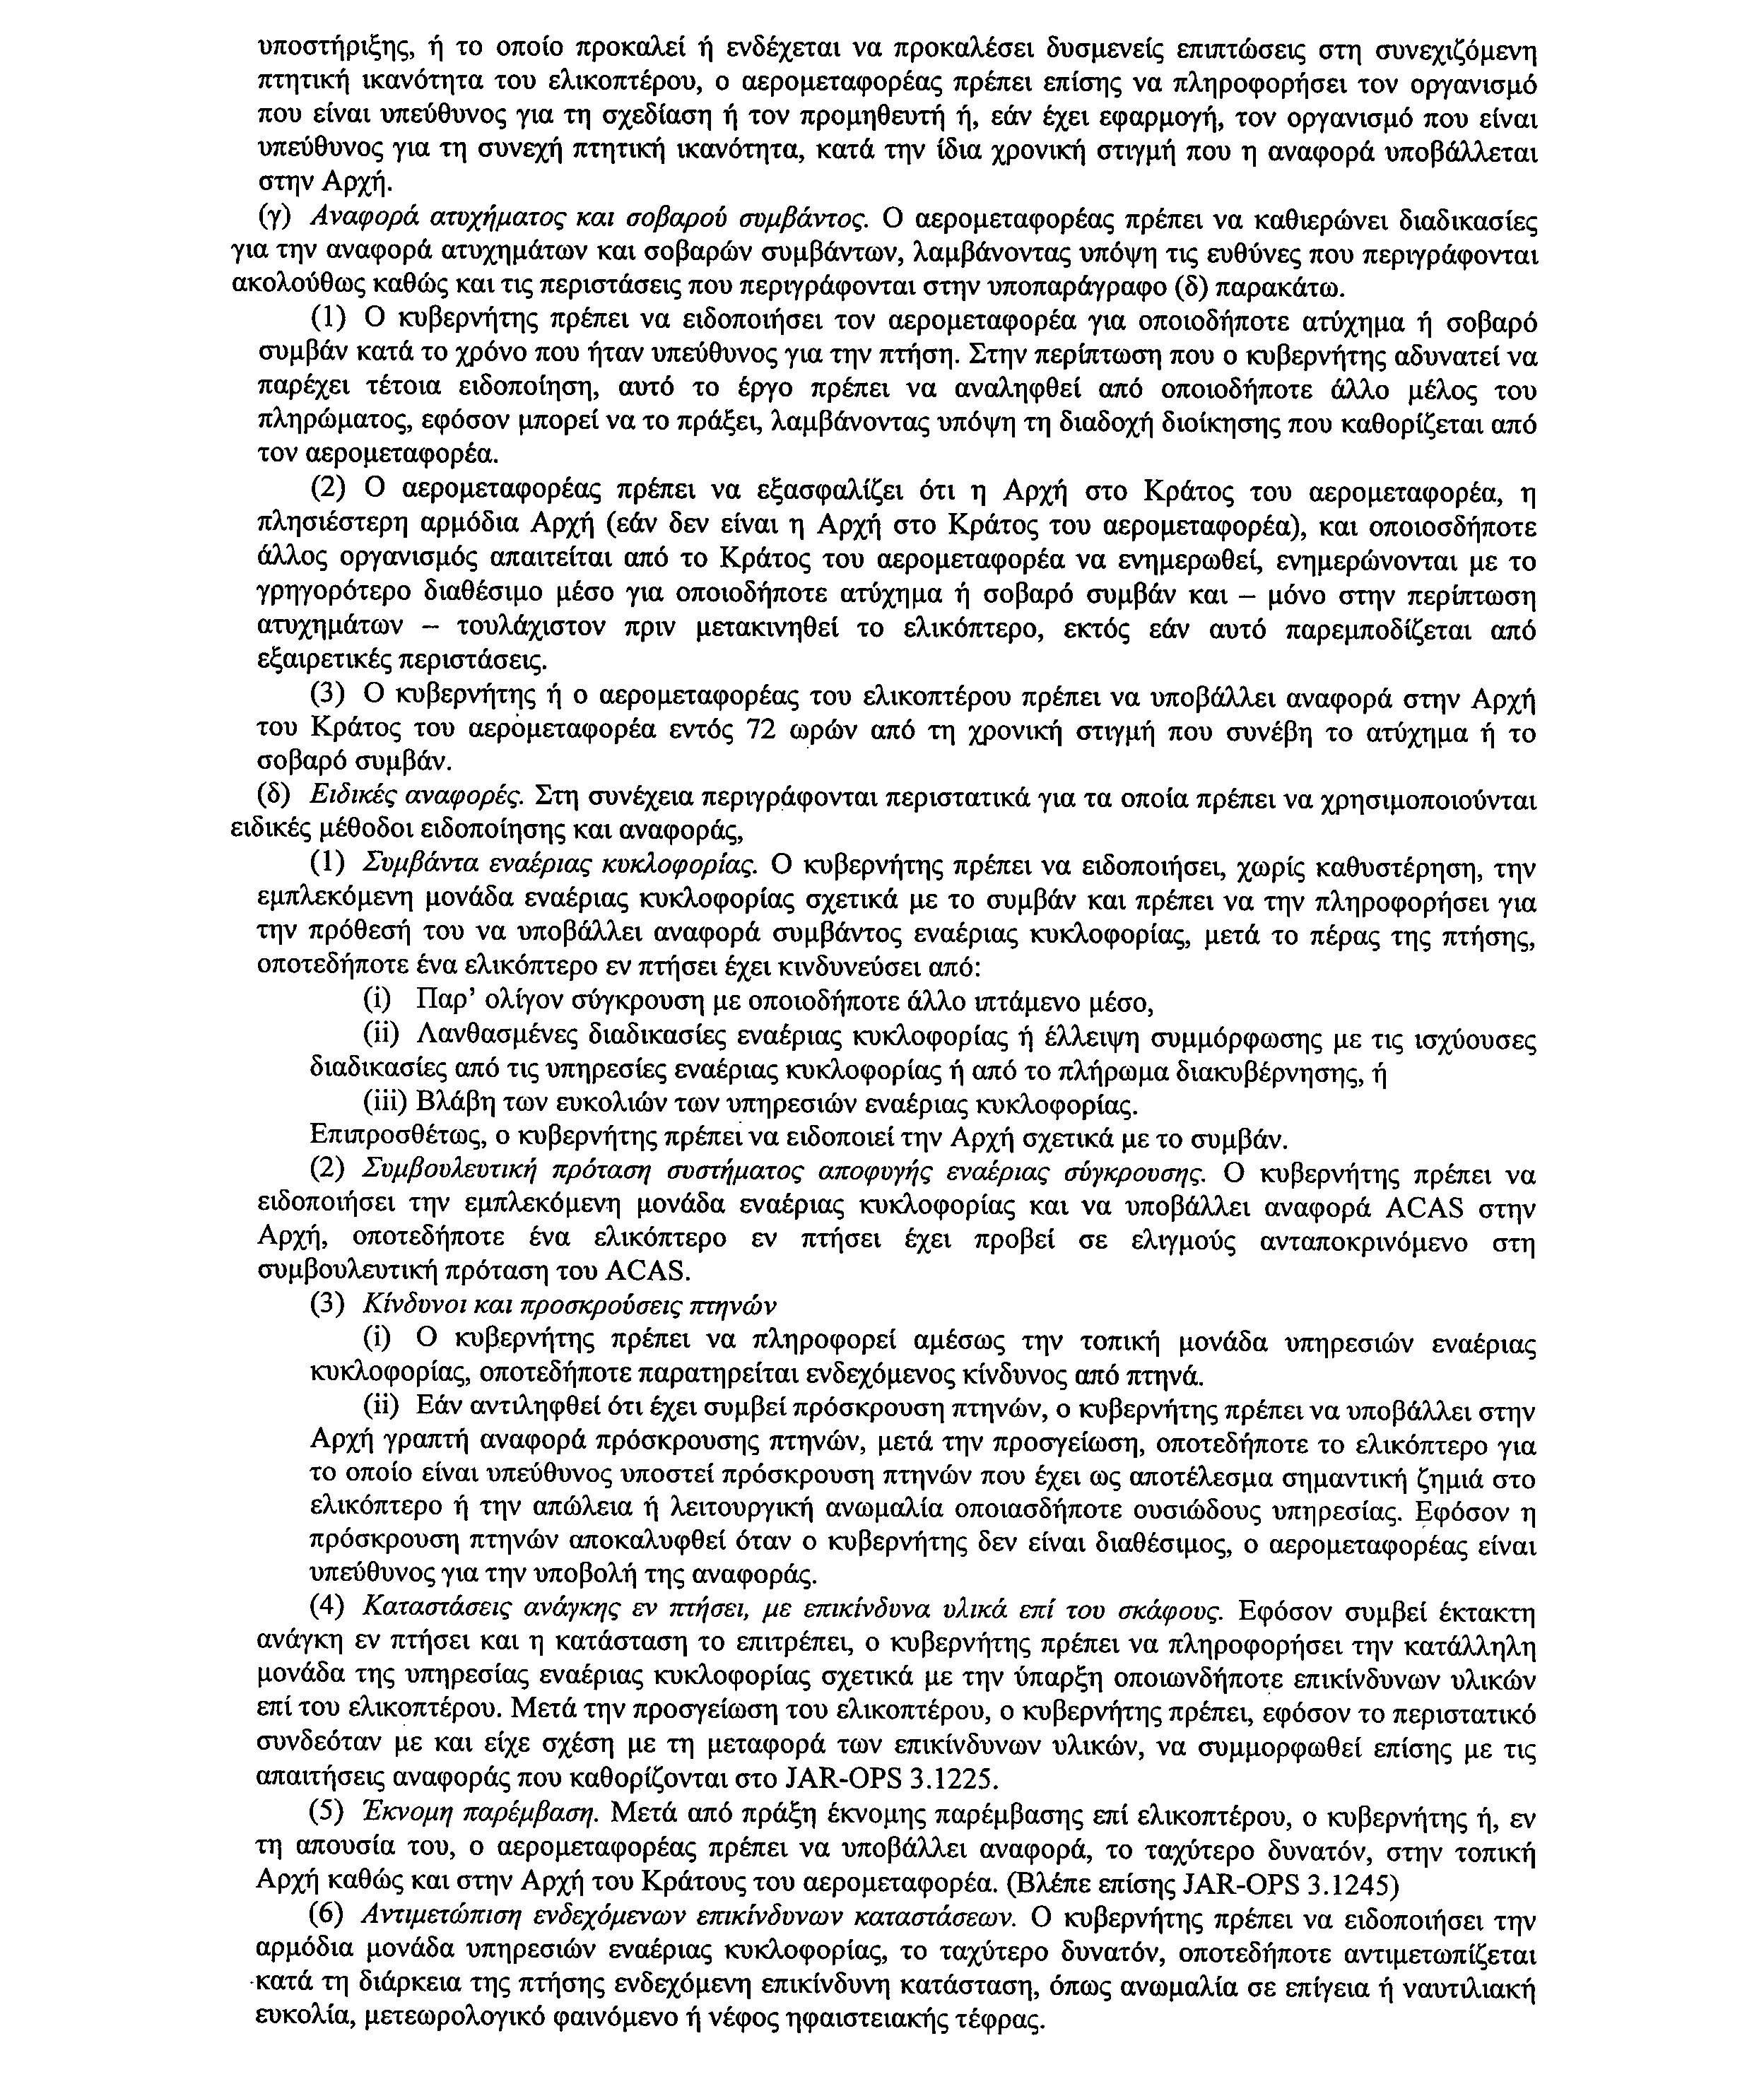 υποστήριξης, ή το οποίο προκαλεί ή ενδέχεται να προκαλέσει δυσμενείς επιπτώσεις στη συνεχιζόμενη
πτητική ικανότητα του ελικοπτέρου, ο αερομεταφορέας πρέπει επίσης να πληροφορήσει τον οργανισμό
που είναι υπεύθυνος για τη σχεδίαση ή τον προμηθευτή ή, εάν έχει εφαρμογή, τον οργανισμό που είναι
υπεύθυνος για τη συνεχή πτητική ικανότητα, κατά την ίδια χρονική στιγμή που η αναφορά υποβάλλεται
στην Αρχή.
(γ) Αναφορά ατυχήματος και σοβαρού συμβάντος. Ο αερομεταφορέας πρέπει να καθιερώνει διαδικασίες
για την αναφορά ατυχημάτων και σοβαρών συμβάντων, λαμβάνοντας υπόψη τις ευθύνες που περιγράφονται
ακολούθως καθώς και τις περιστάσεις που περιγράφονται στην υποπαράγραφο (δ) παρακάτω.
(1) Ο κυβερνήτης πρέπει να ειδοποιήσει τον αερομεταφορέα για οποιοδήποτε ατύχημα ή σοβαρό
συμβάν κατά το χρόνο που ήταν υπεύθυνος για την πτήση. Στην περίπτωση που ο κυβερνήτης αδυνατεί να
παρέχει τέτοια ειδοποίηση, αυτό το έργο πρέπει να αναληφθεί από οποιοδήποτε άλλο μέλος του
πληρώματος, εφόσον μπορεί να το πράξει, λαμβάνοντας υπόψη τη διαδοχή διοίκησης που καθορίζεται από
τον αερομεταφορέα.
(2) Ο αερομεταφορέας πρέπει να εξασφαλίζει ότι η Αρχή στο Κράτος του αερομεταφορέα, η
πλησιέστερη αρμόδια Αρχή (εάν δεν είναι η Αρχή στο Κράτος του αερομεταφορέα), και οποιοσδήποτε
άλλος οργανισμός απαιτείται από το Κράτος του αερομεταφορέα να ενημερωθεί, ενημερώνονται με το
γρηγορότερο διαθέσιμο μέσο για οποιοδήποτε ατύχημα ή σοβαρό συμβάν και – μόνο στην περίπτωση
ατυχημάτων – τουλάχιστον πριν μετακινηθεί το ελικόπτερο, εκτός εάν αυτό παρεμποδίζεται από
εξαιρετικές περιστάσεις.
(3) Ο κυβερνήτης ή ο αερομεταφορέας του ελικοπτέρου πρέπει να υποβάλλει αναφορά στην Αρχή
του Κράτος του αερομεταφορέα εντός 72 ωρών από τη χρονική στιγμή που συνέβη το ατύχημα ή το
σοβαρό συμβάν.
(δ) Ειδικές αναφορές. Στη συνέχεια περιγράφονται περιστατικά για τα οποία πρέπει να χρησιμοποιούνται
ειδικές μέθοδοι ειδοποίησης και αναφοράς,
(1) Συμβάντα εναέριας κυκλοφορίας. Ο κυβερνήτης πρέπει να ειδοποιήσει, χωρίς καθυστέρηση, την
εμπλεκόμενη μονάδα εναέριας κυκλοφορίας σχετικά με το συμβάν και πρέπει να την πληροφορήσει για
την πρόθεσή του να υποβάλλει αναφορά συμβάντος εναέριας κυκλοφορίας, μετά το πέρας της πτήσης,
οποτεδήποτε ένα ελικόπτερο εν πτήσει έχει κινδυνεύσει από:
(i) Παρ’ ολίγον σύγκρουση με οποιοδήποτε άλλο ιπτάμενο μέσο,
(ii) Λανθασμένες διαδικασίες εναέριας κυκλοφορίας ή έλλειψη συμμόρφωσης με τις ισχύουσες
διαδικασίες από τις υπηρεσίες εναέριας κυκλοφορίας ή από το πλήρωμα διακυβέρνησης, ή
(iii) Βλάβη των ευκολιών των υπηρεσιών εναέριας κυκλοφορίας.
Επιπροσθέτως, ο κυβερνήτης πρέπει να ειδοποιεί την Αρχή σχετικά με το συμβάν.
(2) Συμβουλευτική πρόταση συστήματος αποφυγής εναέριας σύγκρουσης. Ο κυβερνήτης πρέπει να
ειδοποιήσει την εμπλεκόμενη μονάδα εναέριας κυκλοφορίας και να υποβάλλει αναφορά ACAS στην
Αρχή, οποτεδήποτε ένα ελικόπτερο εν πτήσει έχει προβεί σε ελιγμούς ανταποκρινόμενο στη
συμβουλευτική πρόταση του ACAS.
(3) Κίνδυνοι και προσκρούσεις πτηνών
(i) Ο κυβερνήτης πρέπει να πληροφορεί αμέσως την τοπική μονάδα υπηρεσιών εναέριας
κυκλοφορίας, οποτεδήποτε παρατηρείται ενδεχόμενος κίνδυνος από πτηνά.
(ii) Εάν αντιληφθεί ότι έχει συμβεί πρόσκρουση πτηνών, ο κυβερνήτης πρέπει να υποβάλλει στην
Αρχή γραπτή αναφορά πρόσκρουσης πτηνών, μετά την προσγείωση, οποτεδήποτε το ελικόπτερο για
το οποίο είναι υπεύθυνος υποστεί πρόσκρουση πτηνών που έχει ως αποτέλεσμα σημαντική ζημιά στο
ελικόπτερο ή την απώλεια ή λειτουργική ανωμαλία οποιασδήποτε ουσιώδους υπηρεσίας. Εφόσον η
πρόσκρουση πτηνών αποκαλυφθεί όταν ο κυβερνήτης δεν είναι διαθέσιμος, ο αερομεταφορέας είναι
υπεύθυνος για την υποβολή της αναφοράς.
(4) Καταστάσεις ανάγκης εν πτήσει, με επικίνδυνα υλικά επί του σκάφους. Εφόσον συμβεί έκτακτη
ανάγκη εν πτήσει και η κατάσταση το επιτρέπει, ο κυβερνήτης πρέπει να πληροφορήσει την κατάλληλη
μονάδα της υπηρεσίας εναέριας κυκλοφορίας σχετικά με την ύπαρξη οποιωνδήποτε επικίνδυνων υλικών
επί του ελικοπτέρου. Μετά την προσγείωση του ελικοπτέρου, ο κυβερνήτης πρέπει, εφόσον το περιστατικό
συνδεόταν με και είχε σχέση με τη μεταφορά των επικίνδυνων υλικών, να συμμορφωθεί επίσης με τις
απαιτήσεις αναφοράς που καθορίζονται στο JAR-OPS 3.1225.
(5) Έκνομη παρέμβαση. Μετά από πράξη έκνομης παρέμβασης επί ελικοπτέρου, ο κυβερνήτης ή, εν
τη απουσία του, ο αερομεταφορέας πρέπει να υποβάλλει αναφορά, το ταχύτερο δυνατόν, στην τοπική
Αρχή καθώς και στην Αρχή του Κράτους του αερομεταφορέα. (Βλέπε επίσης JAR-OPS 3.1245)
(6) Αντιμετώπιση ενδεχόμενων επικίνδυνων καταστάσεων. Ο κυβερνήτης πρέπει να ειδοποιήσει την
αρμόδια μονάδα υπηρεσιών εναέριας κυκλοφορίας, το ταχύτερο δυνατόν, οποτεδήποτε αντιμετωπίζεται
κατά τη διάρκεια της πτήσης ενδεχόμενη επικίνδυνη κατάσταση, όπως ανωμαλία σε επίγεια ή ναυτιλιακή
ευκολία, μετεωρολογικό φαινόμενο ή νέφος ηφαιστειακής τέφρας.